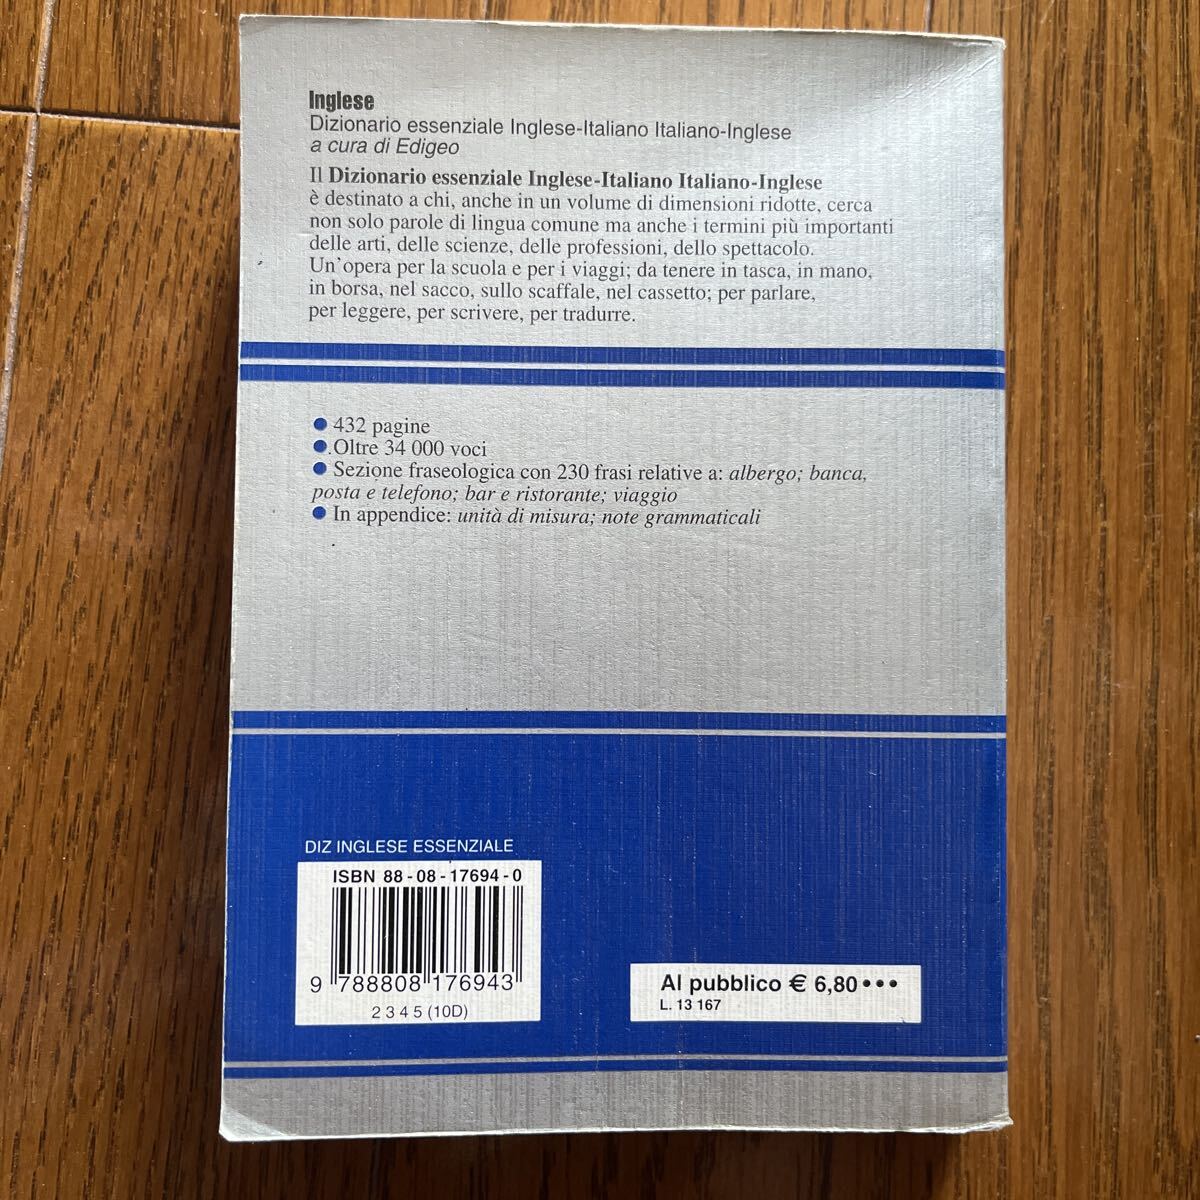 Inglese
Dizionario essenziale Inglese-Italiano Italiano-Inglese
a cura di Edigeo
Il Dizionario essenziale Inglese-Italiano Italiano-Inglese
è destinato a chi, anche in un volume di dimensioni ridotte, cerca
non solo parole di lingua comune ma anche i termini più importanti
delle arti, delle scienze, delle professioni, dello spettacolo.
Un'opera per la scuola e per i viaggi; da tenere in tasca, in mano,
in borsa, nel sacco, sullo scaffale, nel cassetto; per parlare,
per leggere, per scrivere, per tradurre.
● 432 pagine
● Oltre 34 000 voci
● Sezione fraseologica con 230 frasi relative a: albergo; banca,
posta e telefono; bar e ristorante; viaggio
● In appendice: unità di misura; note grammaticali
DIZ INGLESE ESSENZIALE
ISBN 88-08-17694-0
9 788808 176943
2 3 4 5 (10D)
Al pubblico € 6,80•••
L. 13 167